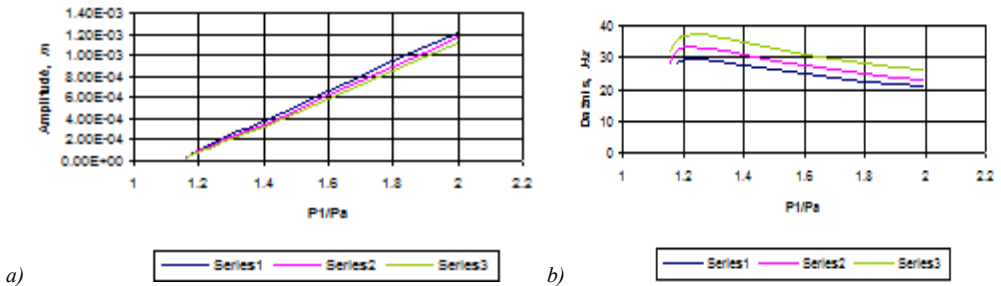 1.40E-03
1.20E-03
1.00E-03
8.00E-04
6.00E-04
4.00E-04
2.00E-04
0.00E+00
Amplitude, m
1 1.2 1.4 1.6 1.8 2 2.2
P1/Pa
Series1 Series2 Series3
a)
40
30
20
10
0
Daznis, Hz
1 1.2 1.4 1.6 1.8 2 2.2
P1/Pa
Series1 Series2 Series3
b)